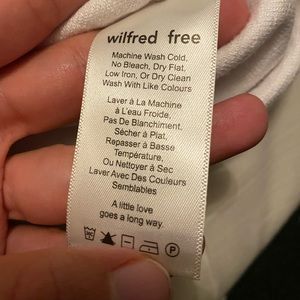 wilfred free
Machine Wash Cold,
No Bleach, Dry Flat,
Low Iron, Or Dry Clean
Wash With Like Colours
Laver À La Machine
À L'eau Froide,
Pas De Blanchiment,
Sécher À Plat,
Repasser À Basse
Température,
Ou Nettoyer À Sec
Laver Avec Des Couleurs
Semblables
A little love
goes a long way.
P